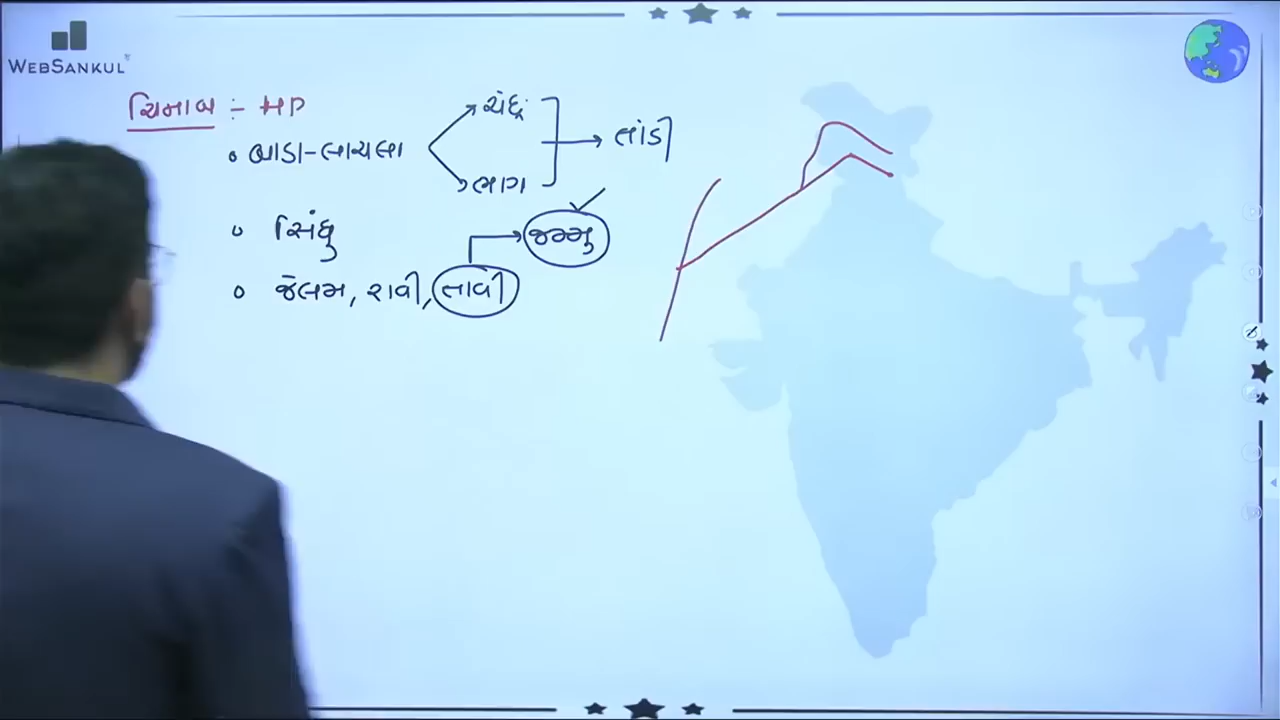 WEBSANKUL
ચિનાબ :- HP
બાડા-લાચલા
ચંદ્ર
ભાગા
તાંડી
સિંધુ
જમ્મુ
જેલમ, રાવી, તાવી